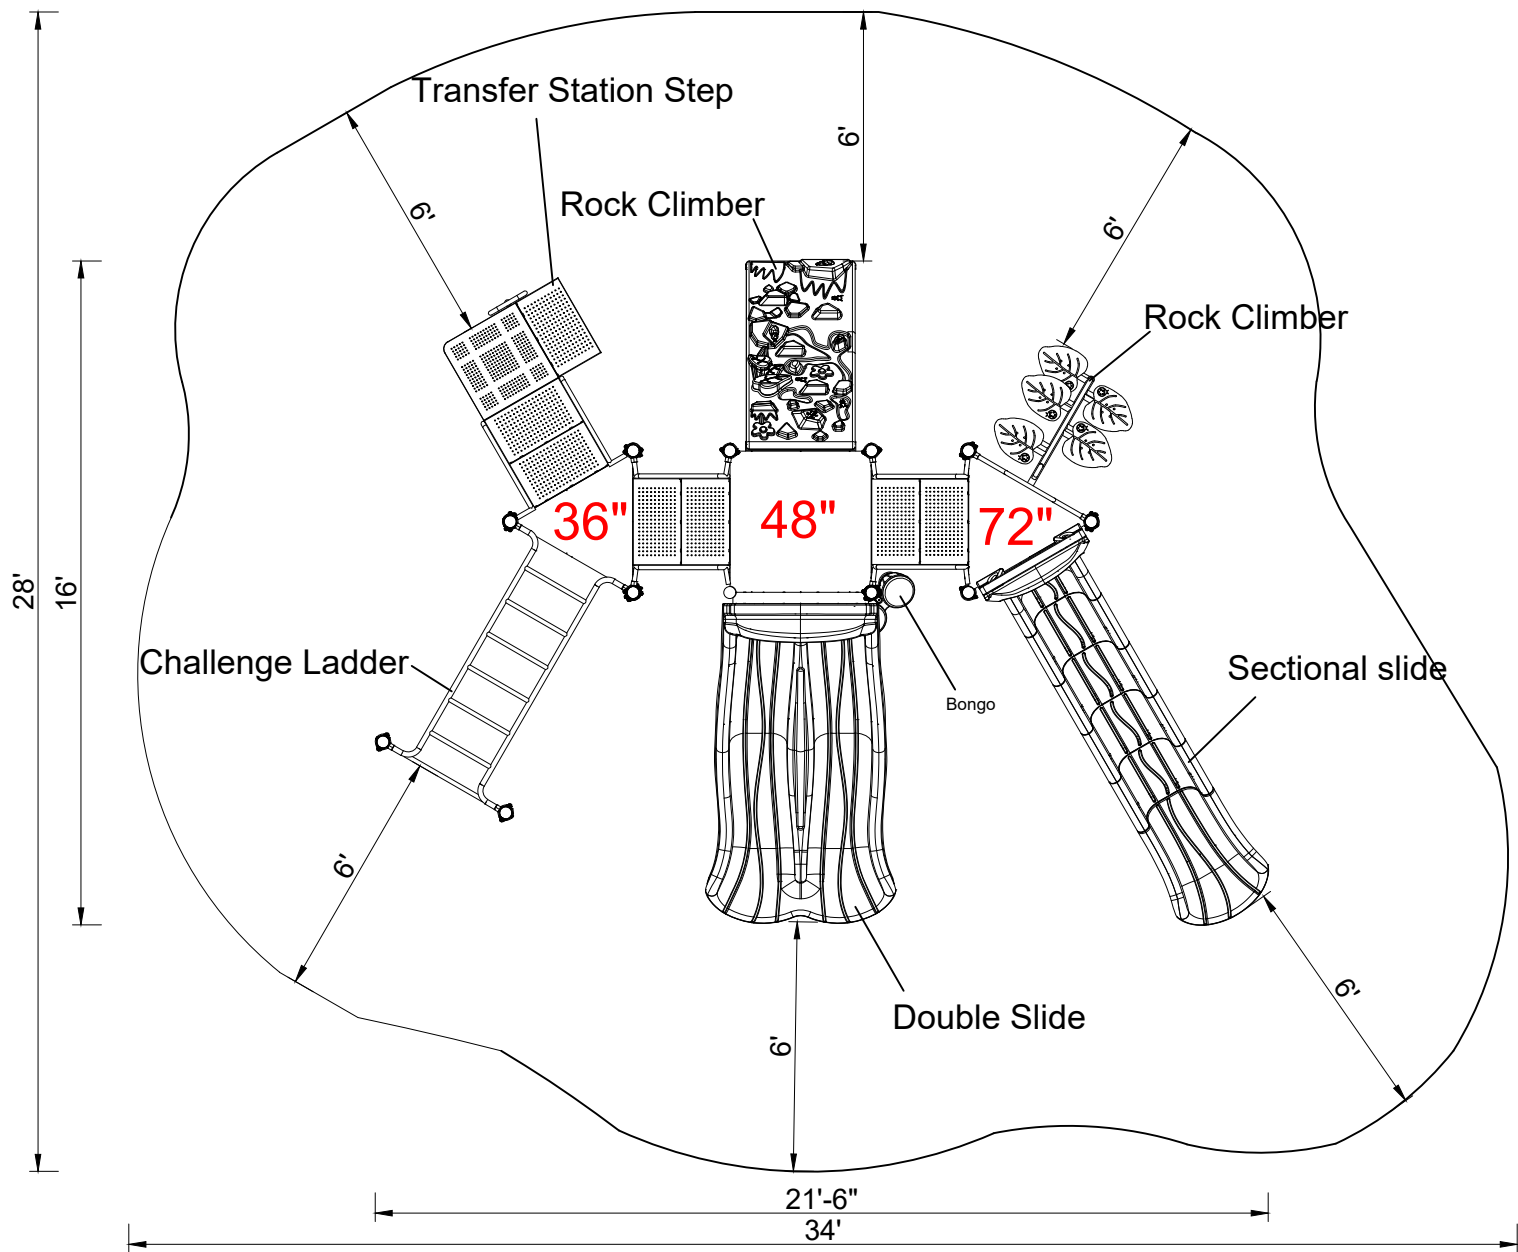 Transfer Station Step
6'
Rock Climber
6'
6'
Rock Climber
36"
48"
72"
28'
16'
Challenge Ladder
Sectional slide
Bongo
6'
6'
6'
Double Slide
21'-6"
34'